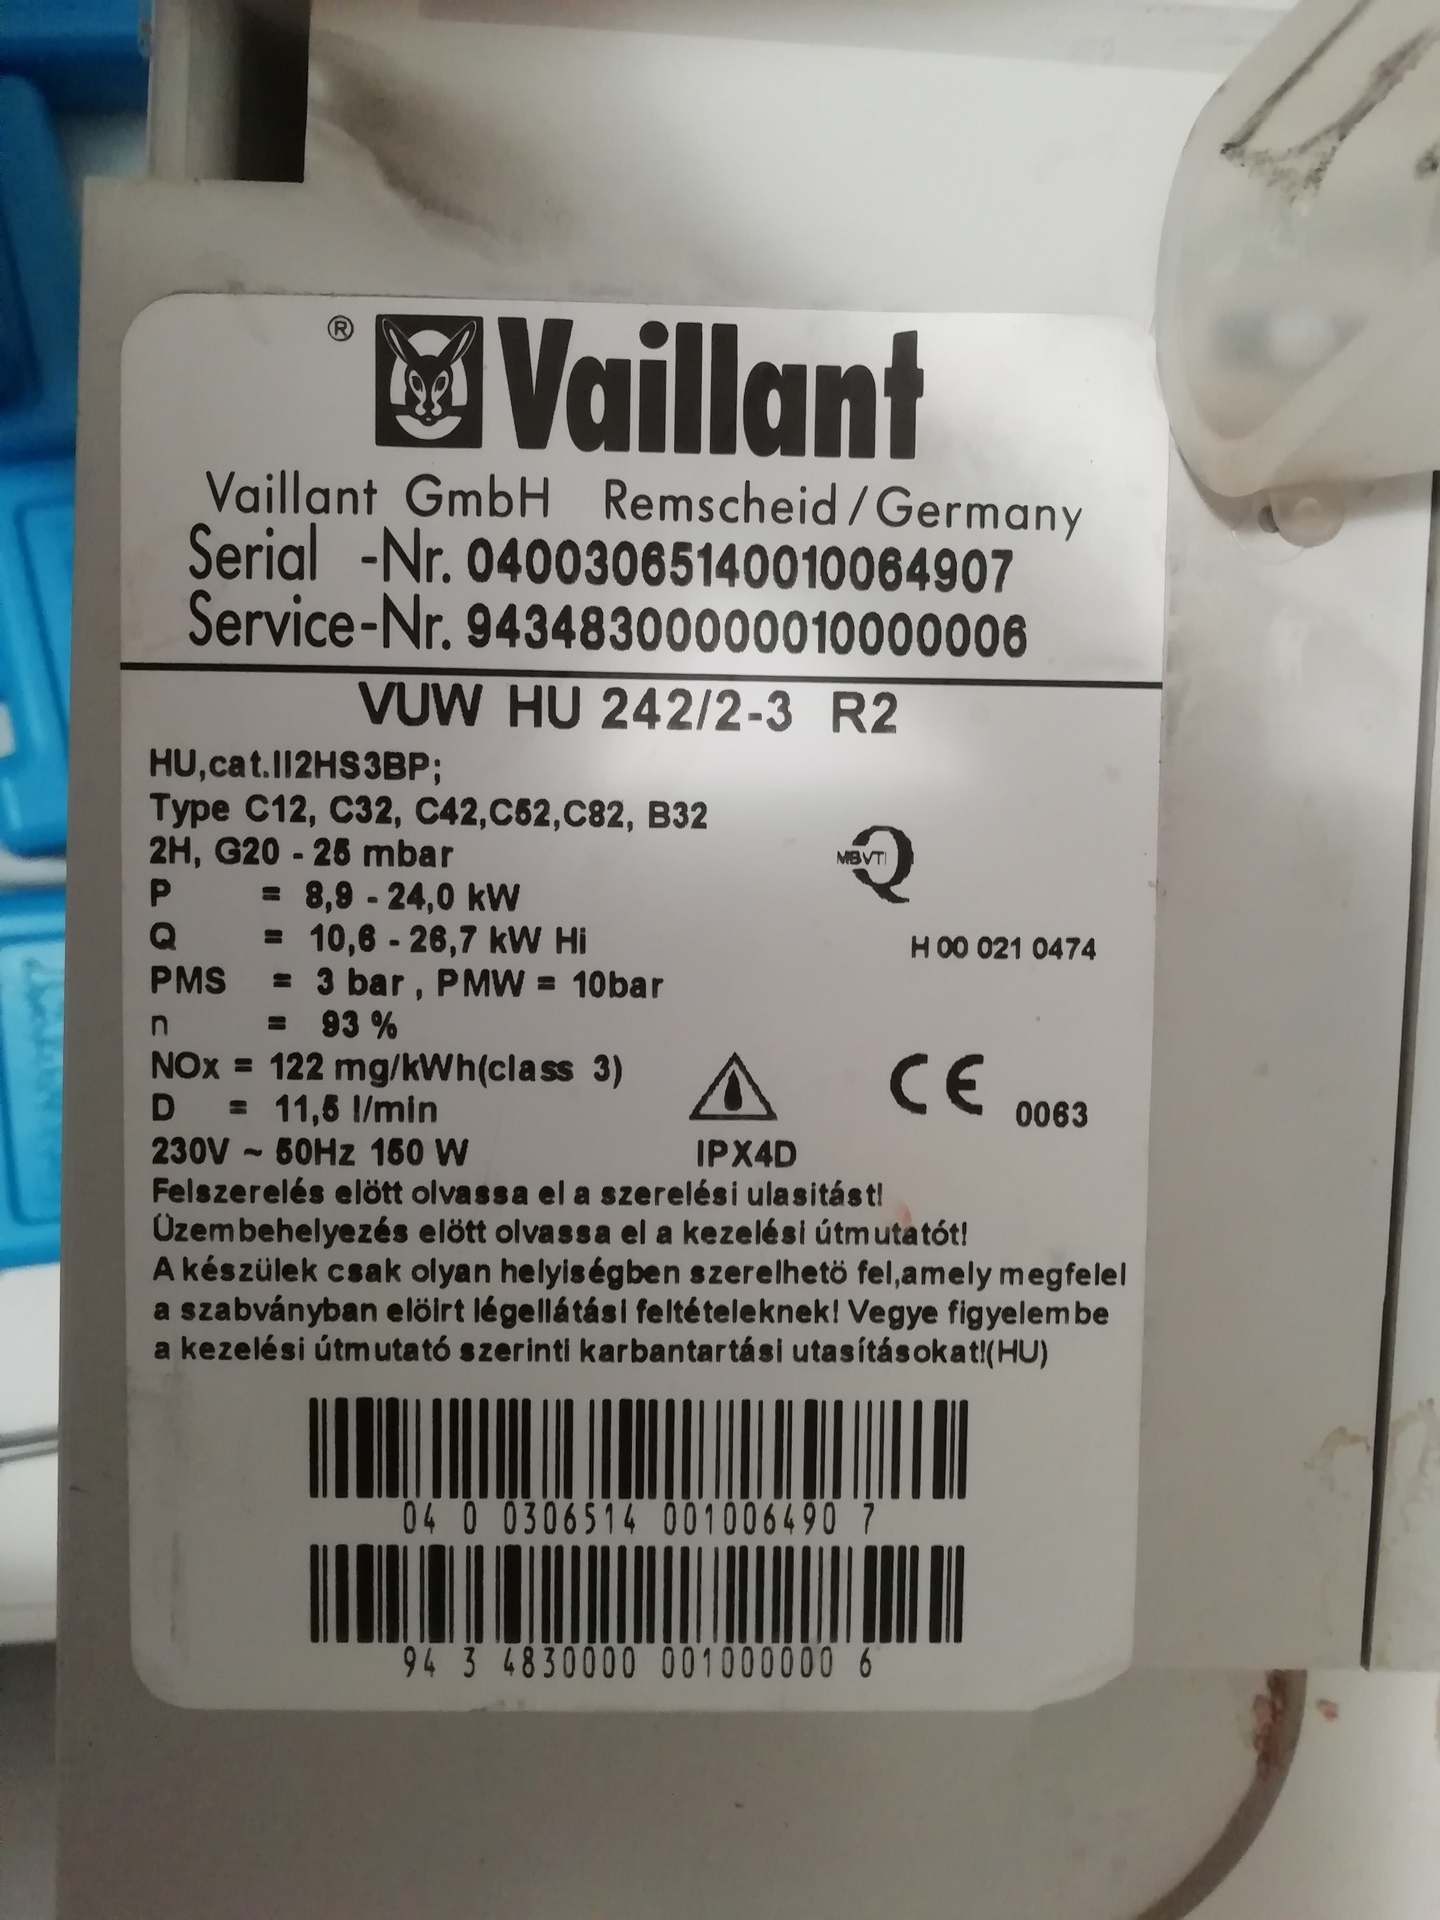 ® Vaillant
Vaillant GmbH Remscheid/Germany
Serial -Nr. 0400306514001006490​7
Service-Nr. 9434830000001000000​6
VUW HU 242/2-3 R2
HU,cat.II2HS3BP;
Type C12, C32, C42,C52,C82, B32
2H, G20 - 25 mbar
P = 8,9 - 24,0 kW
MBVTI
Q = 10,6 - 26,7 kW Hi
H 00 021 0474
PMS = 3 bar , PMW = 10bar
n = 93 %
NOx = 122 mg/kWh(class 3)
D = 11,5 l/min
CE 0063
230V ~ 50Hz 150 W
IPX4D
Felszerelés elött olvassa el a szerelési ulasitást!
Üzembehelyezés elött olvassa el a kezelési útmutatót!
A készülek csak olyan helyiségben szerelhetö fel,amely megfelel
a szabványban elöirt légellátási feltételeknek! Vegye figyelembe
a kezelési útmutató szerinti karbantartási utasításokat!(HU)
04 0 0306514 001006490 7
94 3 4830000 001000000 6